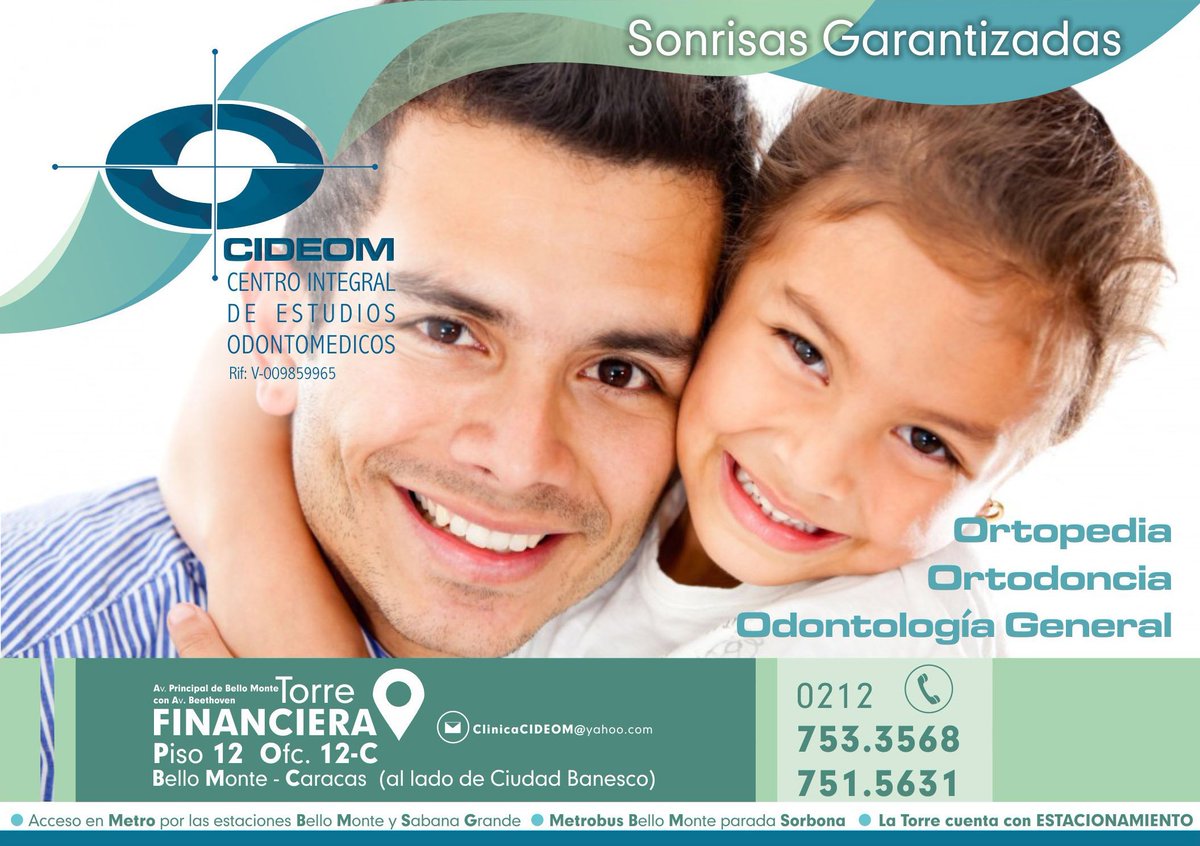 Sonrisas Garantizadas
CIDEOM
CENTRO INTEGRAL
DE ESTUDIOS
ODONTOMEDICOS
Rif: V-009859965
Ortopedia
Ortodoncia
Odontología General
Av. Principal de Bello Monte
con Av. Beethoven
Torre
FINANCIERA
Piso 12 Ofc. 12-C
Bello Monte - Caracas (al lado de Ciudad Banesco)
ClinicaCIDEOM@yahoo.com
0212
753.3568
751.5631
Acceso en Metro por las estaciones Bello Monte y Sabana Grande Metrobus Bello Monte parada Sorbona La Torre cuenta con ESTACIONAMIENTO